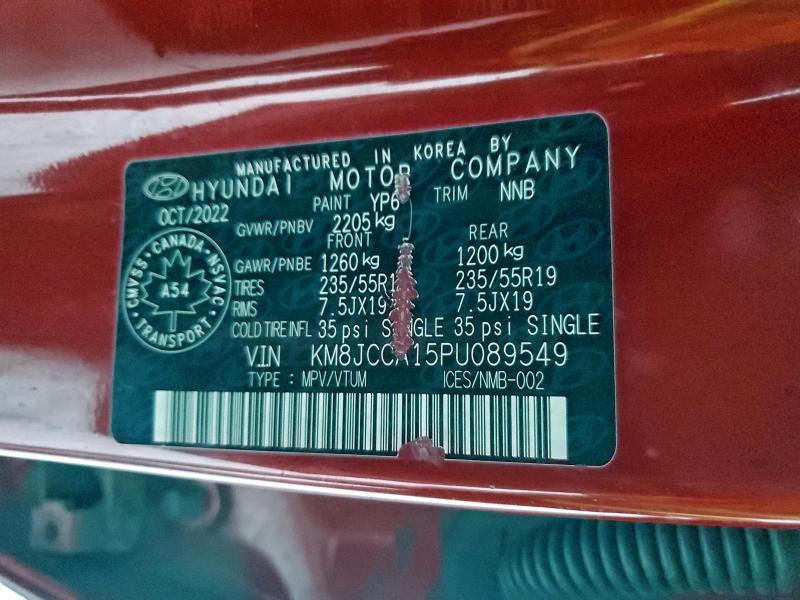 MANUFACTURED IN KOREA BY
HYUNDAI MOTOR COMPANY
OCT/2022 PAINT YP6 TRIM NNB
GVWR/PNBV 2205 kg
FRONT REAR
GAWR/PNBE 1260 kg 1200 kg
TIRES 235/55R19 235/55R19
RIMS 7.5JX19 7.5JX19
COLD TIRE INFL 35 psi SINGLE 35 psi SINGLE
VIN KM8JCCA15PU089549
TYPE : MPV/VTUM ICES/NMB-002
CMVSS · CANADA · NSVAC
A54
· TRANSPORT ·